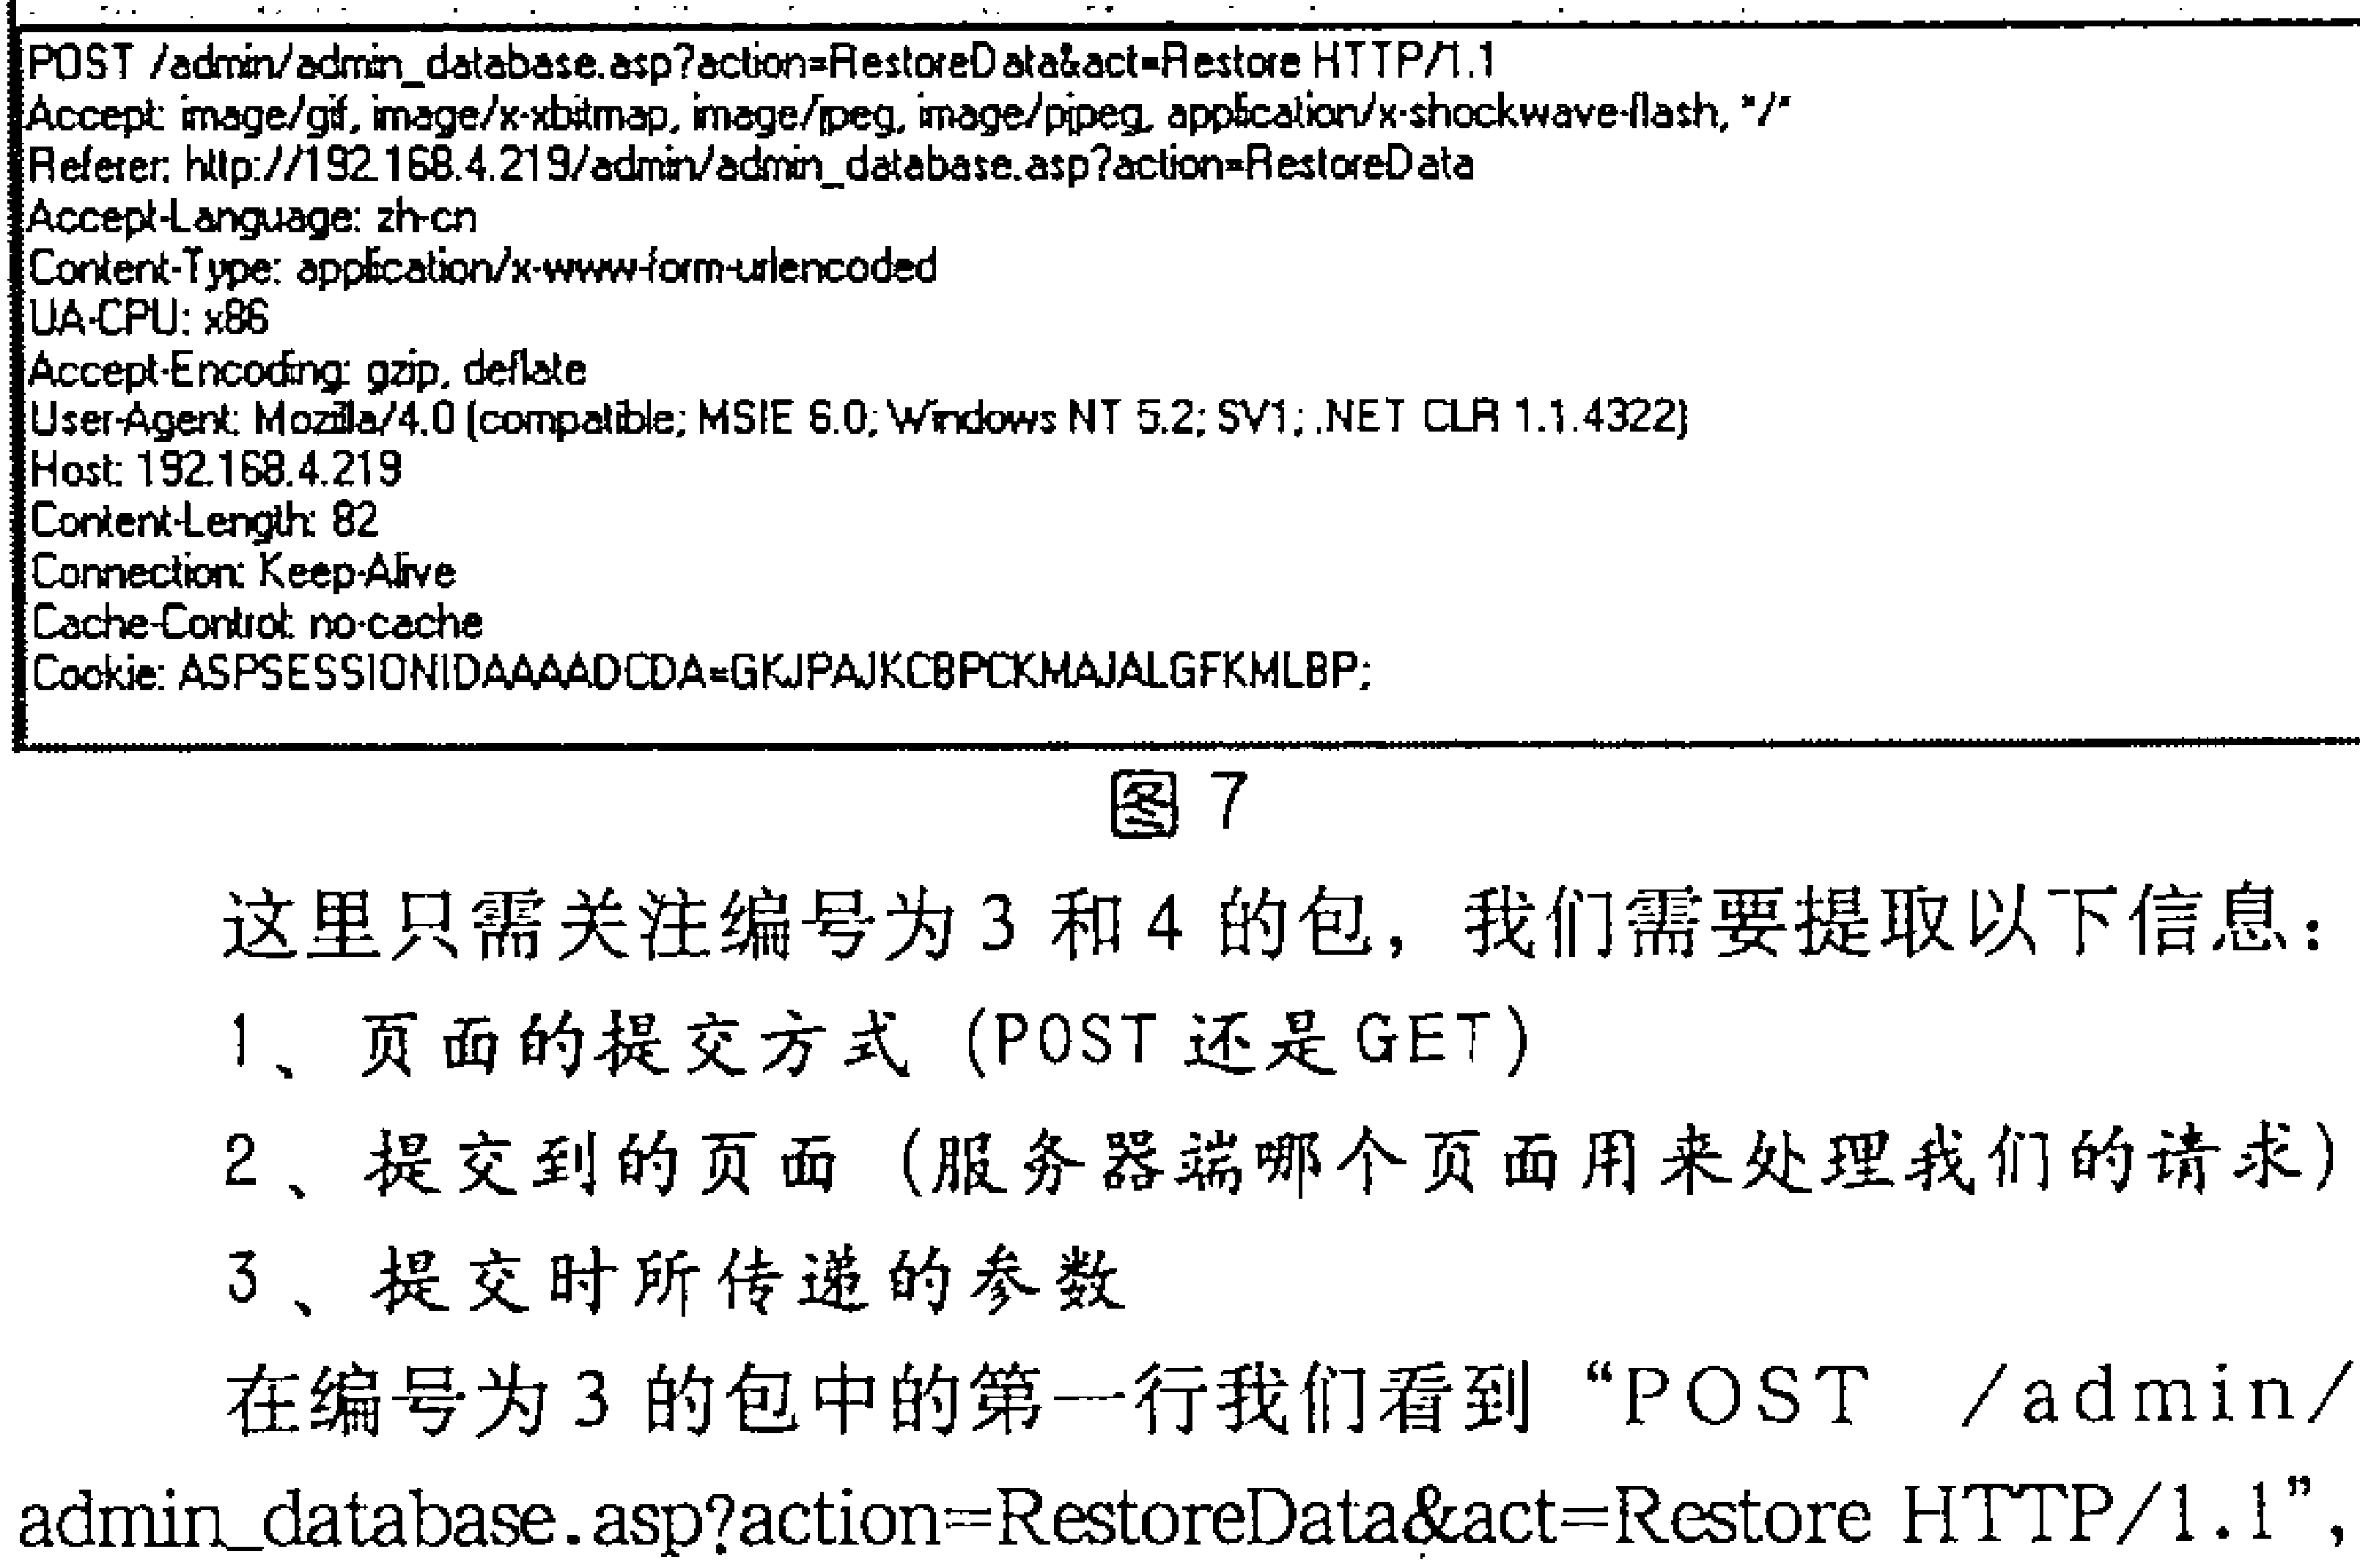 POST /admin/admin_database.asp?action=RestoreData&act=Restore HTTP/1.1
Accept: image/gif, image/x-xbitmap, image/jpeg, image/pjpeg, application/x-shockwave-flash, */*
Referer: http://192.168.4.219/admin/admin_database.asp?action=RestoreData
Accept-Language: zh-cn
Content-Type: application/x-www-form-urlencoded
UA-CPU: x86
Accept-Encoding: gzip, deflate
User-Agent: Mozilla/4.0 (compatible; MSIE 6.0; Windows NT 5.2; SV1; .NET CLR 1.1.4322)
Host: 192.168.4.219
Content-Length: 82
Connection: Keep-Alive
Cache-Control: no-cache
Cookie: ASPSESSIONIDAAAADCDA=GKJPAJKCBPCKMAJALGFKMLBP;
图 7
这里只需关注编号为 3 和 4 的包，我们需要提取以下信息：
1、页面的提交方式 (POST 还是 GET)
2、提交到的页面（服务器端哪个页面用来处理我们的请求）
3、提交时所传递的参数
在编号为 3 的包中的第一行我们看到“POST /admin/
admin_database.asp?action=RestoreData&act=Restore HTTP/1.1”,